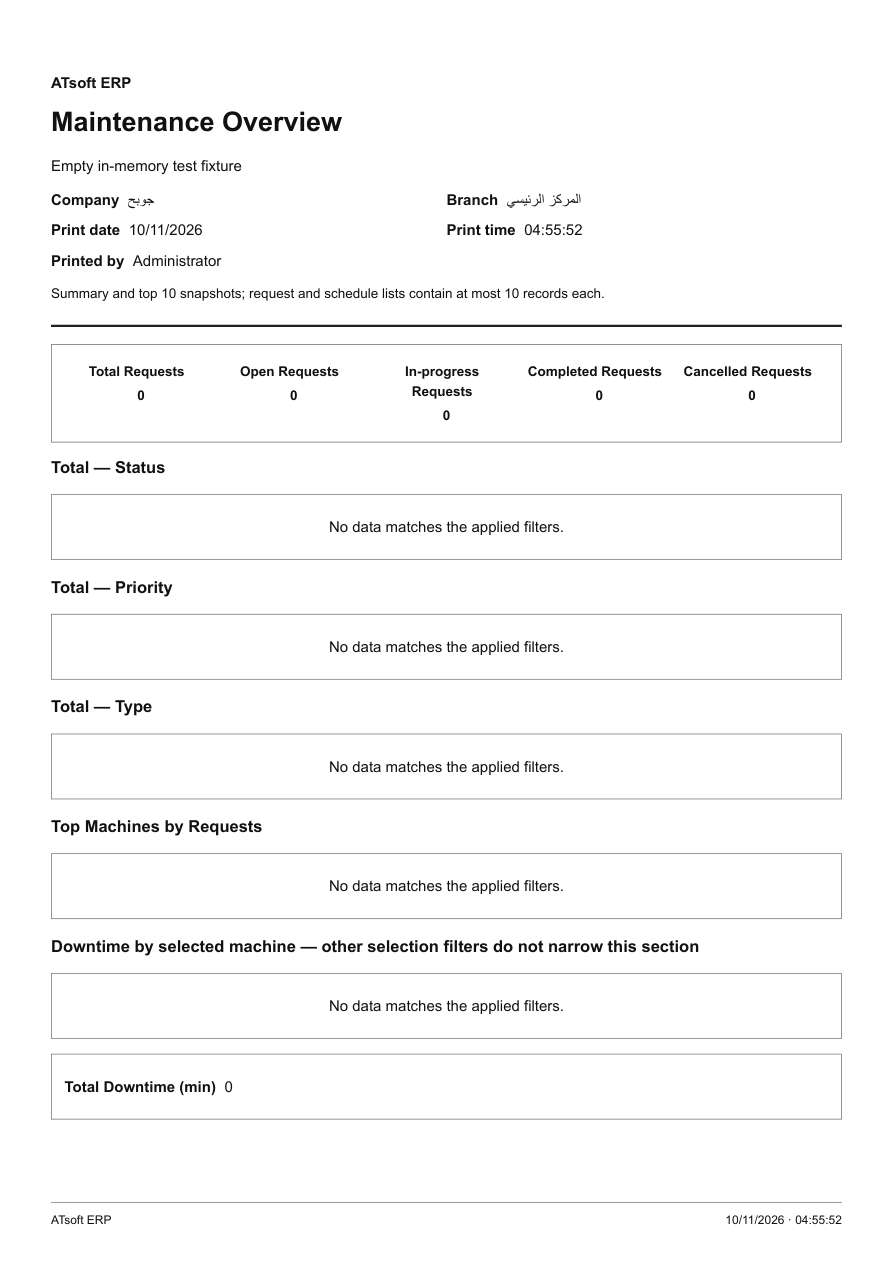 ATsoft ERP
Maintenance Overview
Empty in-memory test fixture
Company جوبح
Branch المركز الرئيسي
Print date 10/11/2026
Print time 04:55:52
Printed by Administrator
Summary and top 10 snapshots; request and schedule lists contain at most 10 records each.
Total Requests
0
Open Requests
0
In-progress
Requests
0
Completed Requests
0
Cancelled Requests
0
Total — Status
No data matches the applied filters.
Total — Priority
No data matches the applied filters.
Total — Type
No data matches the applied filters.
Top Machines by Requests
No data matches the applied filters.
Downtime by selected machine — other selection filters do not narrow this section
No data matches the applied filters.
Total Downtime (min) 0
ATsoft ERP
10/11/2026 · 04:55:52